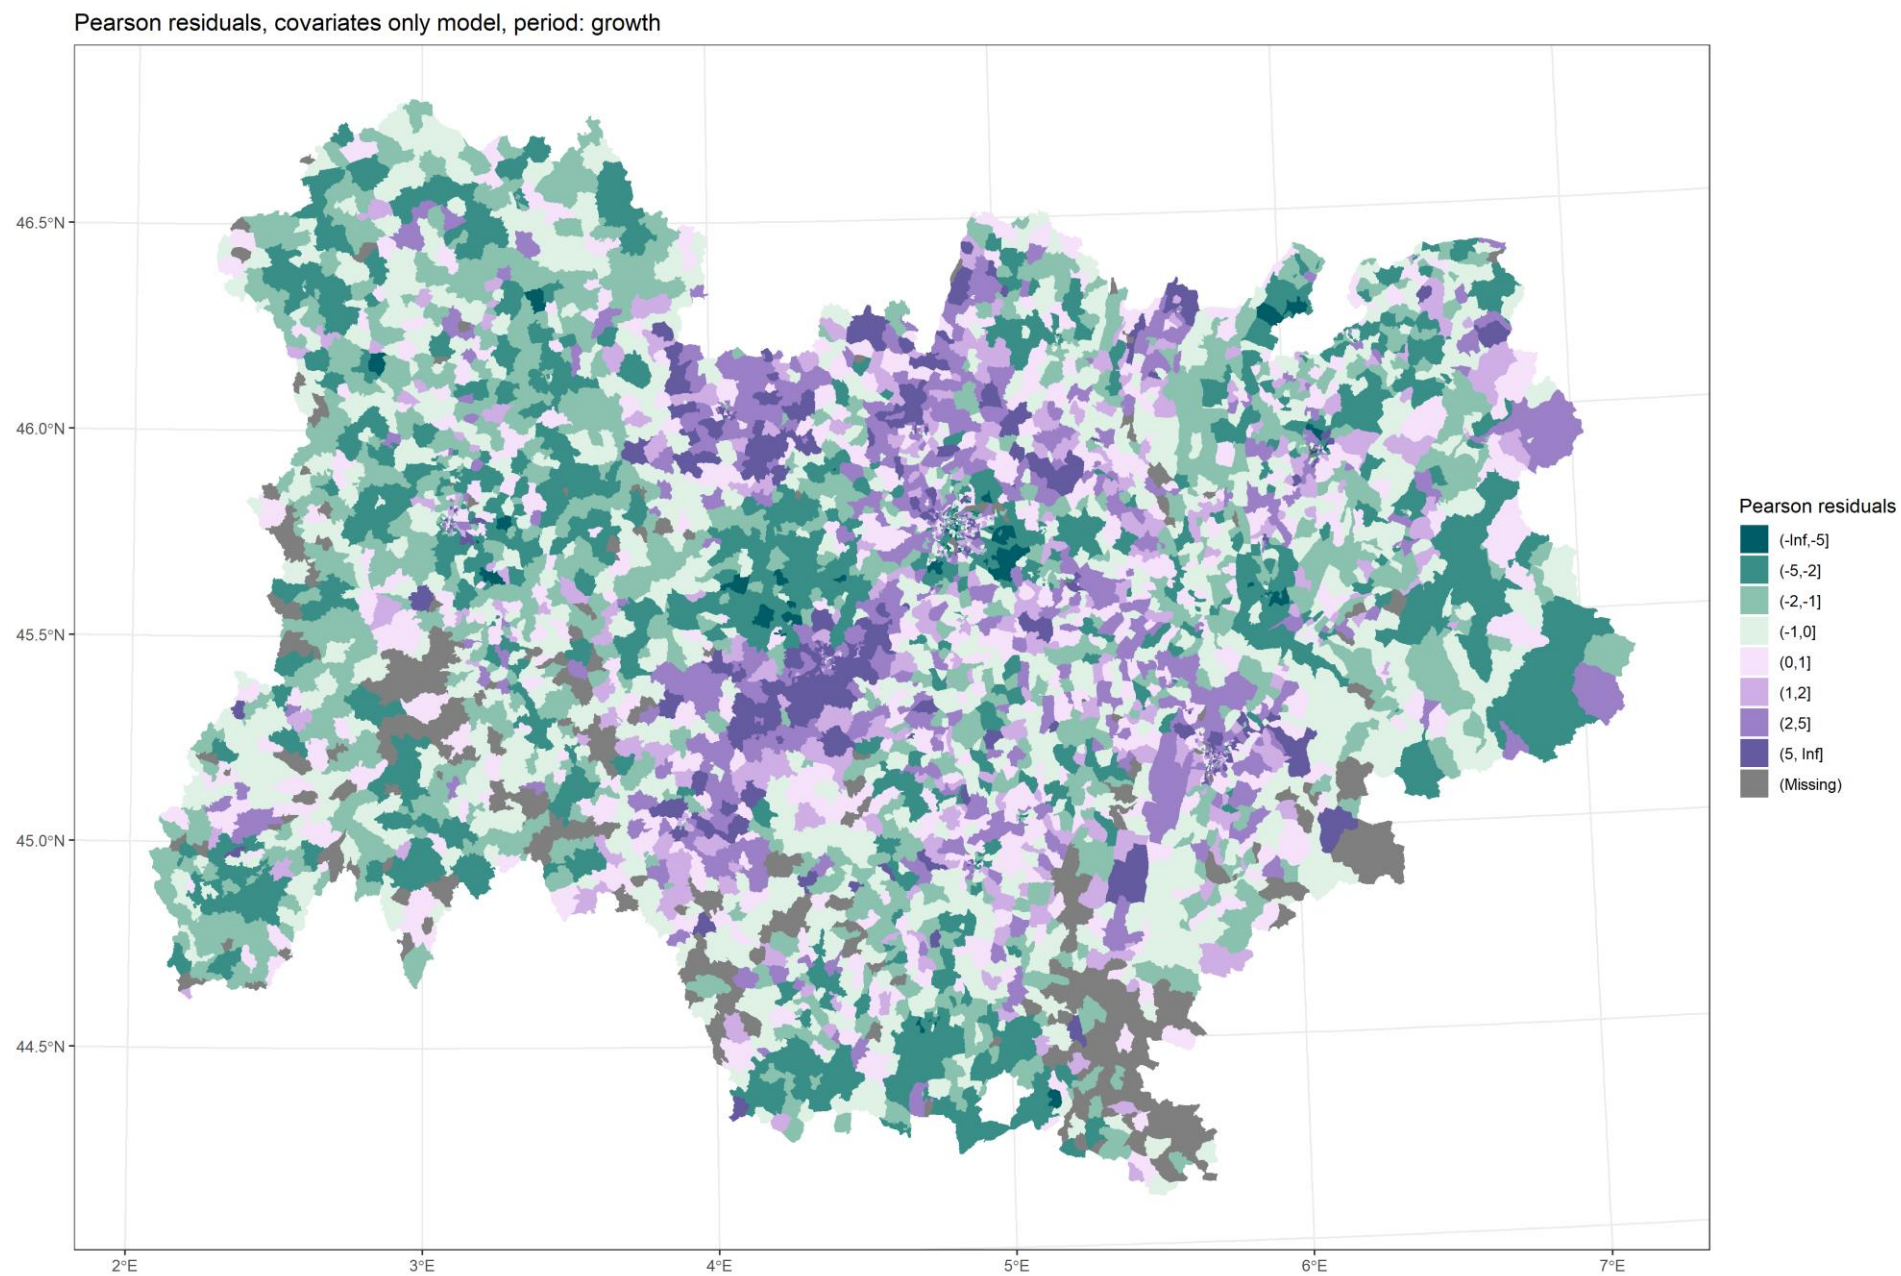 Pearson residuals, covariates only model, period: growth
46.5°N
46.0°N
45.5°N
45.0°N
44.5°N
2°E
3°E
4°E
5°E
6°E
7°E
Pearson residuals
(-Inf,-5]
(-5,-2]
(-2,-1]
(-1,0]
(0,1]
(1,2]
(2,5]
(5, Inf]
(Missing)